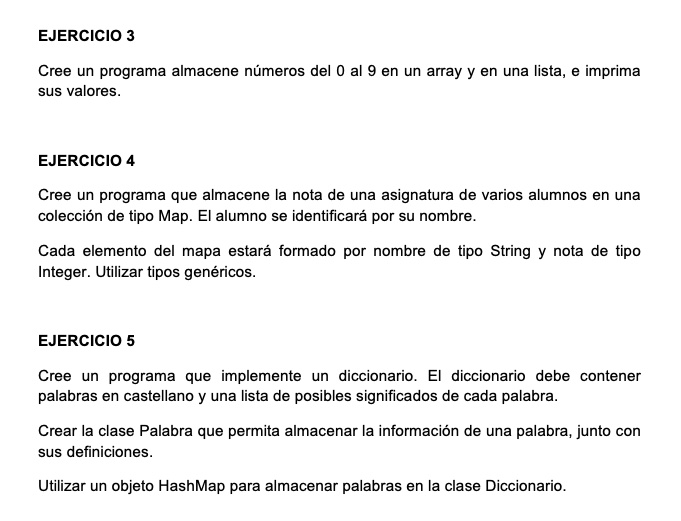 EJERCICIO 3
Cree un programa almacene números del 0 al 9 en un array y en una lista, e imprima
sus valores.
EJERCICIO 4
Cree un programa que almacene la nota de una asignatura de varios alumnos en una
colección de tipo Map. El alumno se identificará por su nombre.
Cada elemento del mapa estará formado por nombre de tipo String y nota de tipo
Integer. Utilizar tipos genéricos.
EJERCICIO 5
Cree un programa que implemente un diccionario. El diccionario debe contener
palabras en castellano y una lista de posibles significados de cada palabra.
Crear la clase Palabra que permita almacenar la información de una palabra, junto con
sus definiciones.
Utilizar un objeto HashMap para almacenar palabras en la clase Diccionario.